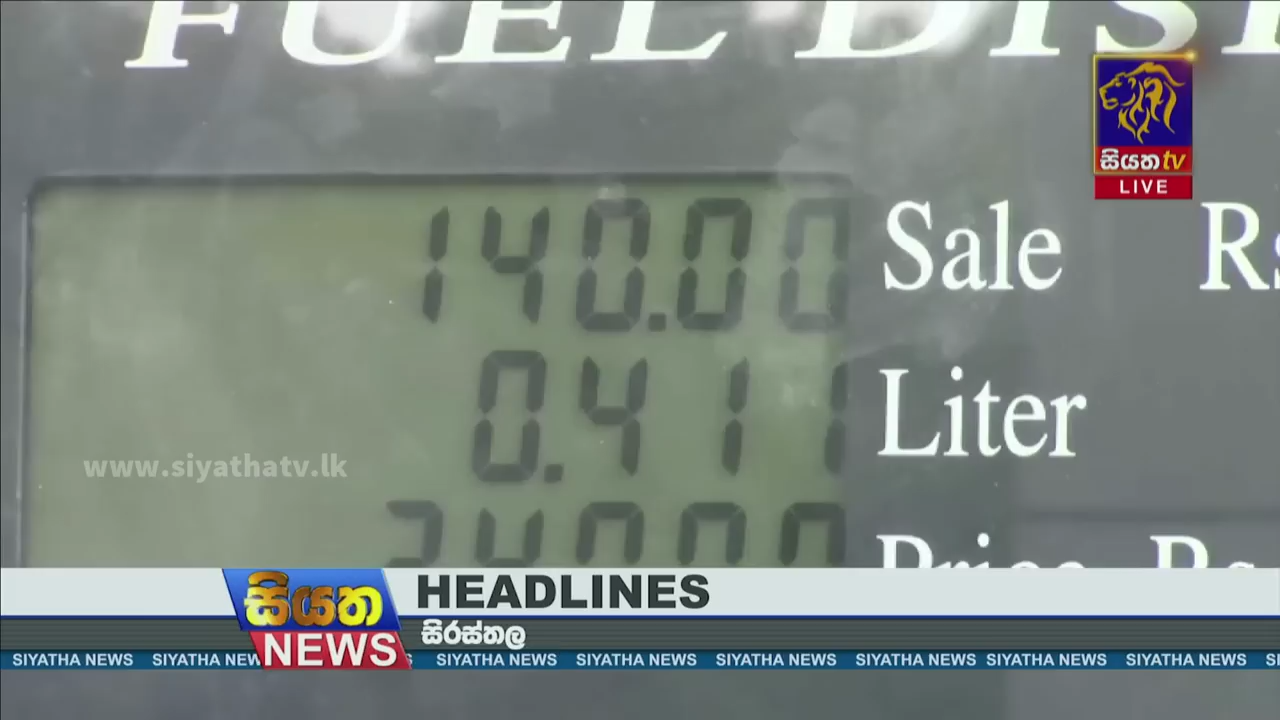 FUEL
සියත tv
LIVE
140.00 Sale
0.411 Liter
www.siyathatv.lk
සියත NEWS
HEADLINES
සිරස්තල
SIYATHA NEWS SIYATHA NEWS SIYATHA NEWS SIYATHA NEWS SIYATHA NEWS SIYATHA NEWS SIYATHA NEWS SIYATHA NEWS